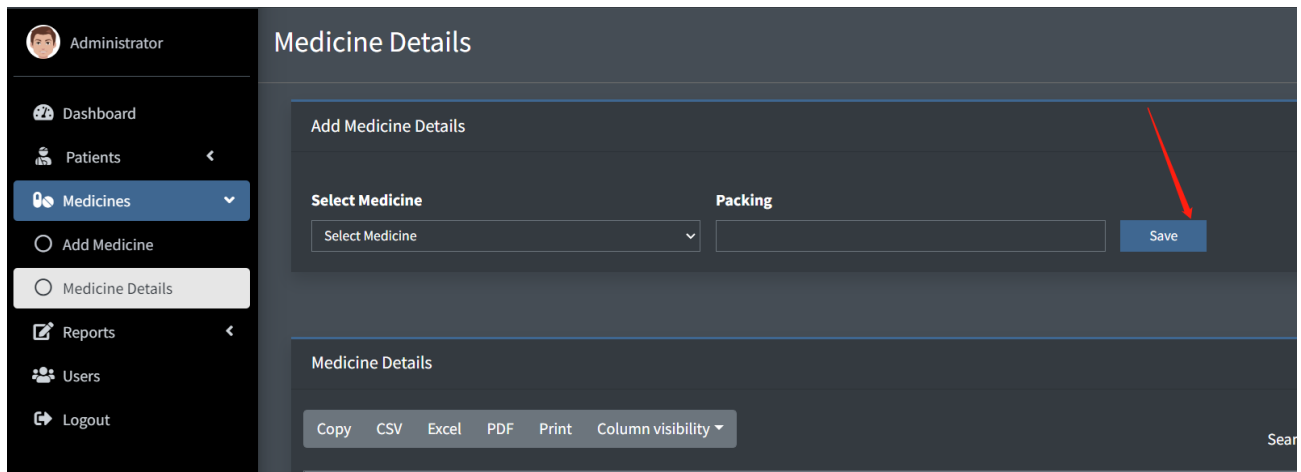 Administrator
Dashboard
Patients
Medicines
Add Medicine
Medicine Details
Reports
Users
Logout
Medicine Details
Add Medicine Details
Select Medicine
Packing
Select Medicine
Save
Medicine Details
Copy CSV Excel PDF Print Column visibility